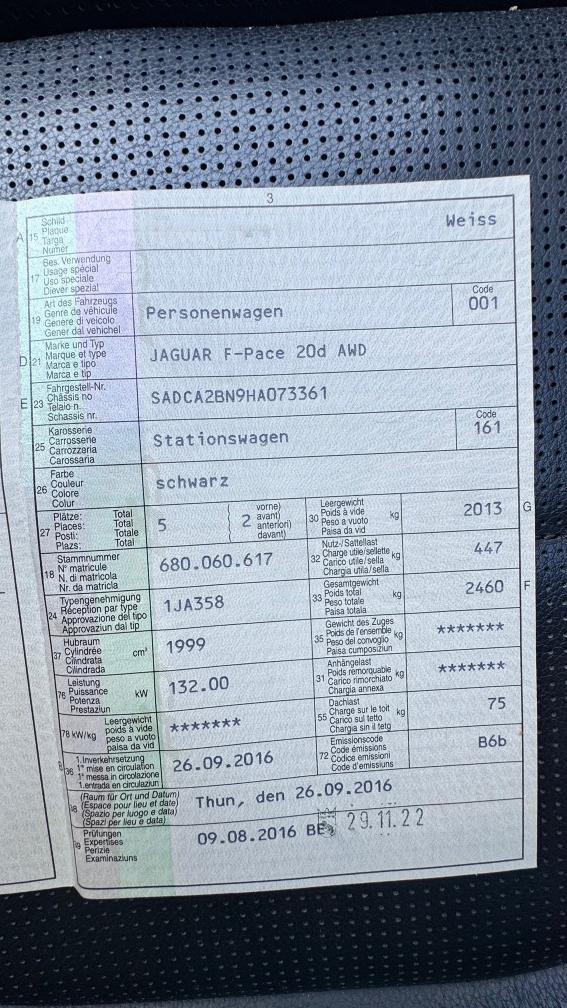 3
A 15 Schild Weiss
Plaque
Targa
Numer
17 Bes. Verwendung
Usage spécial
Uso speciale
Diever spezial
19 Art des Fahrzeugs Personenwagen Code
Genre de véhicule 001
Genere di veicolo
Gener dal vehichel
D 21 Marke und Typ JAGUAR F-Pace 20d AWD
Marque et type
Marca e tipo
Marca e tip
E 23 Fahrgestell-Nr. SADCA2BN9HA073361
Châssis no
Telaio n.
Schassis nr.
25 Karosserie Stationswagen Code
Carrosserie 161
Carrozzeria
Carossaria
26 Farbe schwarz
Couleur
Colore
Colur
27 Plätze: Total 5 2 vorne) 30 Leergewicht kg 2013 G
Places: Total avant) Poids à vide
Posti: Totale anteriori) Peso a vuoto
Plazs: Total davant) Paisa da vid
18 Stammnummer 680.060.617 32 Nutz-/Sattellast kg 447
N° matricule Charge utile/sellette
N. di matricola Carico utile/sella
Nr. da matricla Chargia utila/sella
24 Typengenehmigung 1JA358 33 Gesamtgewicht kg 2460 F
Réception par type Poids total
Approvazione del tipo Peso totale
Approvaziun dal tip Paisa totala
37 Hubraum cm³ 1999 35 Gewicht des Zuges kg *******
Cylindrée Poids de l'ensemble
Cilindrata Peso del convoglio
Cilindrada Paisa cumposiziun
76 Leistung kW 132.00 31 Anhängelast kg *******
Puissance Poids remorquable
Potenza Carico rimorchiato
Prestaziun Chargia annexa
78 kW/kg Leergewicht ******* 55 Dachlast kg 75
poids à vide Charge sur le toit
peso a vuoto Carico sul tetto
paisa da vid Chargia sin il tetg
36 1.Inverkehrsetzung 26.09.2016 72 Emissionscode B6b
1° mise en circulation Code émissions
1° messa in circolazione Codice emissioni
1.entrada en circulaziun Code d'emissiuns
(Raum für Ort und Datum) Thun, den 26.09.2016
(Espace pour lieu et date)
(Spazio per luogo e data)
(Spazi per lieu e data)
Prüfungen 09.08.2016 BE 29.11.22
Expertises
Perizie
Examinaziuns